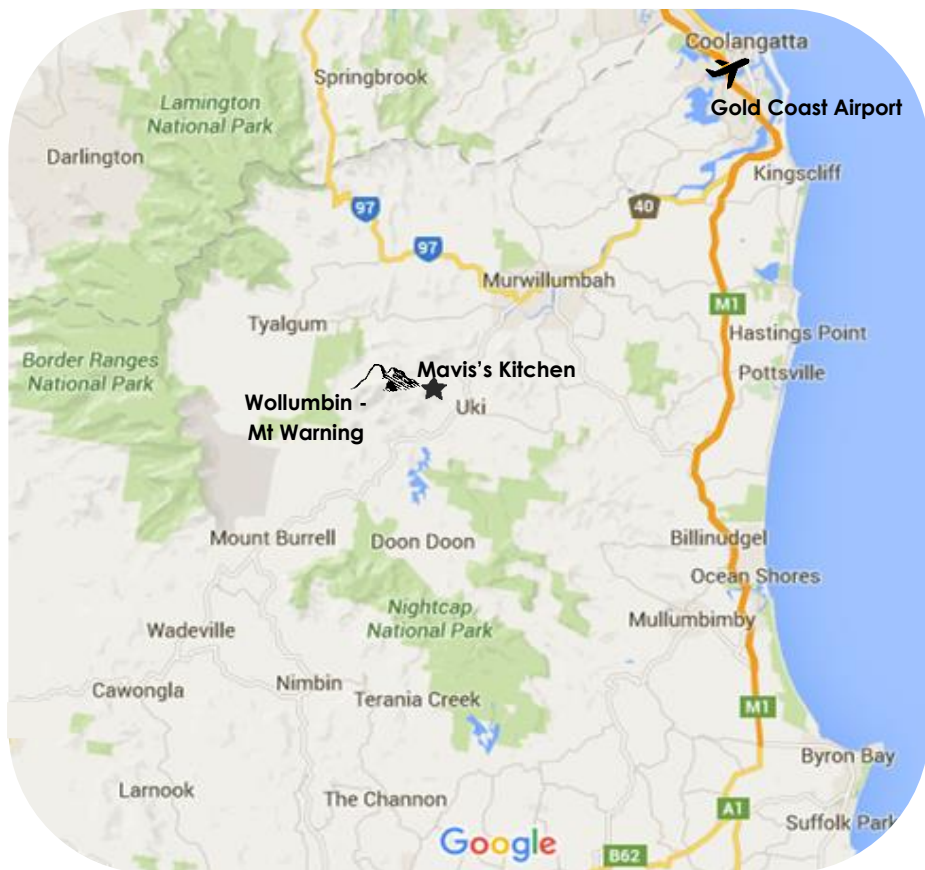 Coolangatta
Springbrook
Gold Coast Airport
Lamington
National Park
Darlington
Kingscliff
97
40
97
Murwillumbah
M1
Tyalgum
Hastings Point
Border Ranges
National Park
Mavis's Kitchen
Pottsville
Wollumbin -
Mt Warning
Uki
Mount Burrell
Doon Doon
Billinudgel
Ocean Shores
Nightcap
National Park
Mullumbimby
Wadeville
Nimbin
Cawongla
Terania Creek
M1
Byron Bay
Larnook
The Channon
A1
Suffolk Park
Google
B62